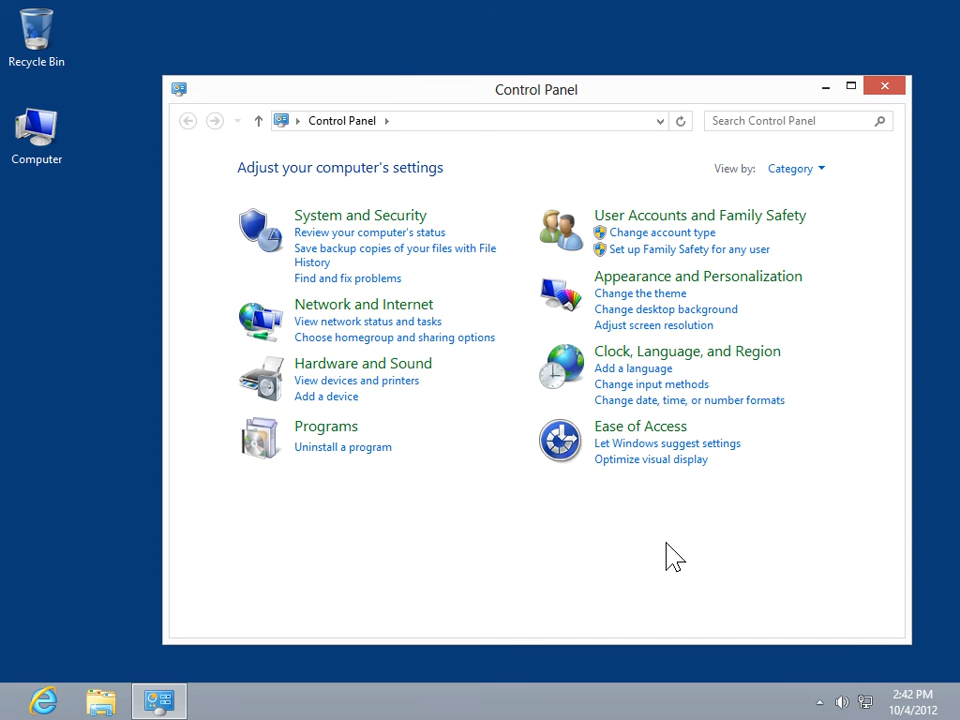 Recycle Bin
Computer
Control Panel
Control Panel
Search Control Panel
Adjust your computer's settings
View by: Category
System and Security
Review your computer's status
Save backup copies of your files with File
History
Find and fix problems
Network and Internet
View network status and tasks
Choose homegroup and sharing options
Hardware and Sound
View devices and printers
Add a device
Programs
Uninstall a program
User Accounts and Family Safety
Change account type
Set up Family Safety for any user
Appearance and Personalization
Change the theme
Change desktop background
Adjust screen resolution
Clock, Language, and Region
Add a language
Change input methods
Change date, time, or number formats
Ease of Access
Let Windows suggest settings
Optimize visual display
2:42 PM
10/4/2012